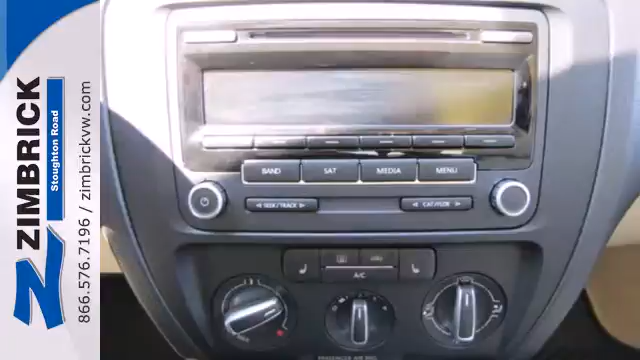 ZIMBRICK
Stoughton Road
866.576.7196 / zimbrickvw.com
BAND SAT MEDIA MENU
SEEK/TRACK
CAT/FLDR
A/C